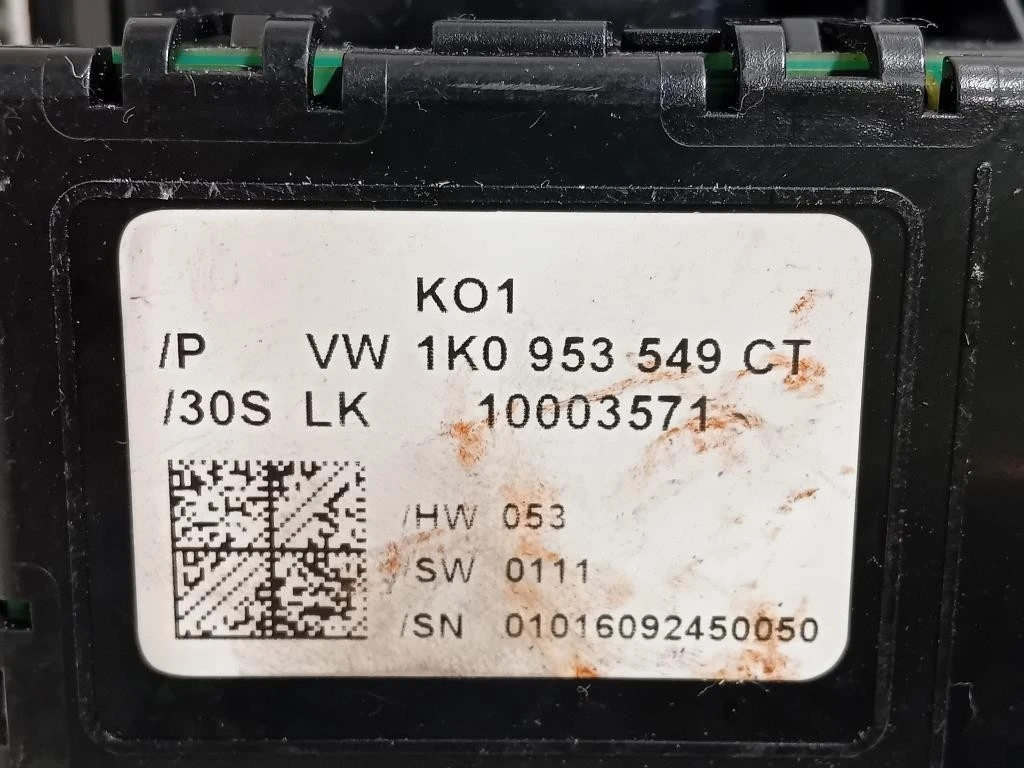 KO1
/P VW 1K0 953 549 CT
/30S LK 10003571
/HW 053
/SW 0111
/SN 01016092450050